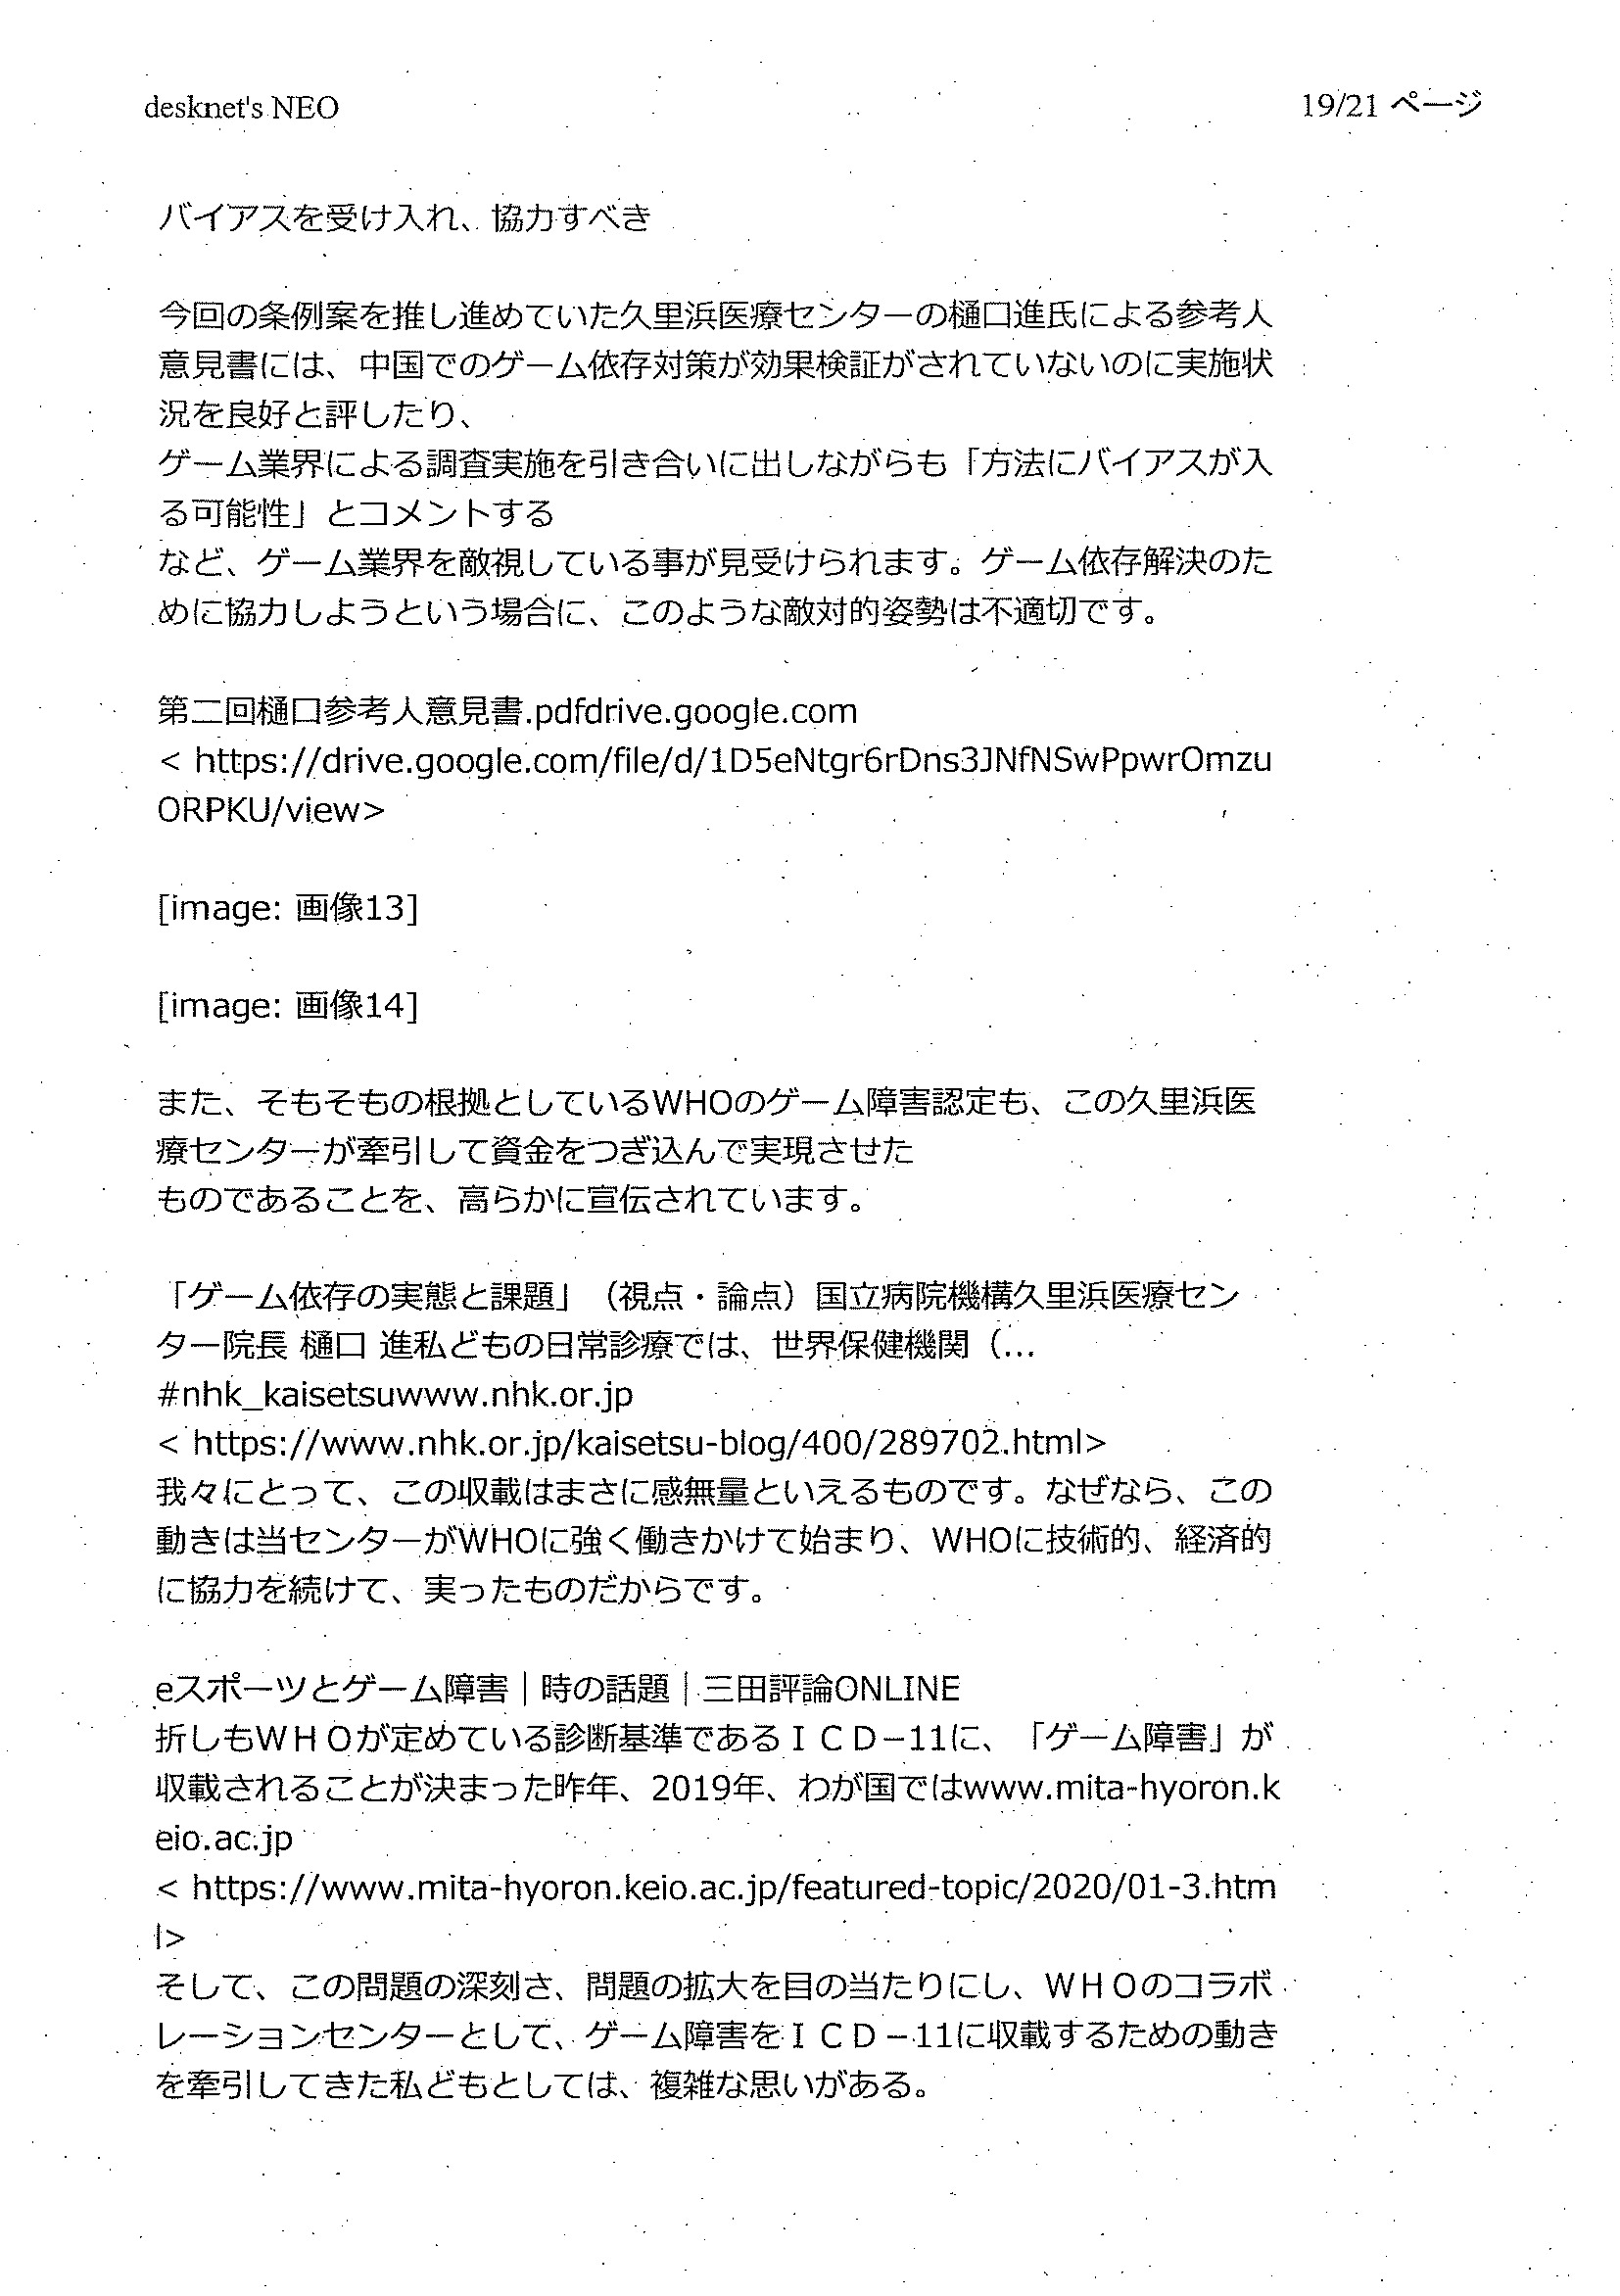 desknet's NEO
19/21 ページ
バイアスを受け入れ、協力すべき
今回の条例案を推し進めていた久里浜医療センターの樋口進氏による参考人
意見書には、中国でのゲーム依存対策が効果検証がされていないのに実施状
況を良好と評したり、
ゲーム業界による調査実施を引き合いに出しながらも「方法にバイアスが入
る可能性」とコメントする
など、ゲーム業界を敵視している事が見受けられます。ゲーム依存解決のた
めに協力しようという場合に、このような敵対的姿勢は不適切です。
第二回樋口参考人意見書.pdfdrive.google.com
< https://drive.google.com/file/d/1D5eNtgr6rDns3JNfNSwPpwrOmzu
ORPKU/view>
[image: 画像13]
[image: 画像14]
また、そもそもの根拠としているWHOのゲーム障害認定も、この久里浜医
療センターが牽引して資金をつぎ込んで実現させた
ものであることを、高らかに宣伝されています。
「ゲーム依存の実態と課題」（視点・論点）国立病院機構久里浜医療セン
ター院長 樋口 進私どもの日常診療では、世界保健機関（...
#nhk_kaisetsuwww.nhk.or.jp
< https://www.nhk.or.jp/kaisetsu-blog/400/289702.html>
我々にとって、この収載はまさに感無量といえるものです。なぜなら、この
動きは当センターがWHOに強く働きかけて始まり、WHOに技術的、経済的
に協力を続けて、実ったものだからです。
eスポーツとゲーム障害｜時の話題｜三田評論ONLINE
折しもＷＨＯが定めている診断基準であるＩＣＤ−11に、「ゲーム障害」が
収載されることが決まった昨年、2019年、わが国ではwww.mita-hyoron.k
eio.ac.jp
< https://www.mita-hyoron.keio.ac.jp/featured-topic/2020/01-3.htm
l>
そして、この問題の深刻さ、問題の拡大を目の当たりにし、ＷＨＯのコラボ
レーションセンターとして、ゲーム障害をＩＣＤ−11に収載するための動き
を牽引してきた私どもとしては、複雑な思いがある。